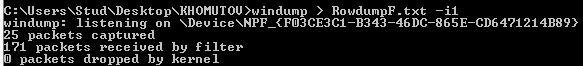 C:\Users\Stud\Desktop\KHOMUTOV>windump > RowdumpF.txt -i1
windump: listening on \Device\NPF_{F03CE3C1-B343-46DC-865E-CD6471214B89}
25 packets captured
171 packets received by filter
0 packets dropped by kernel